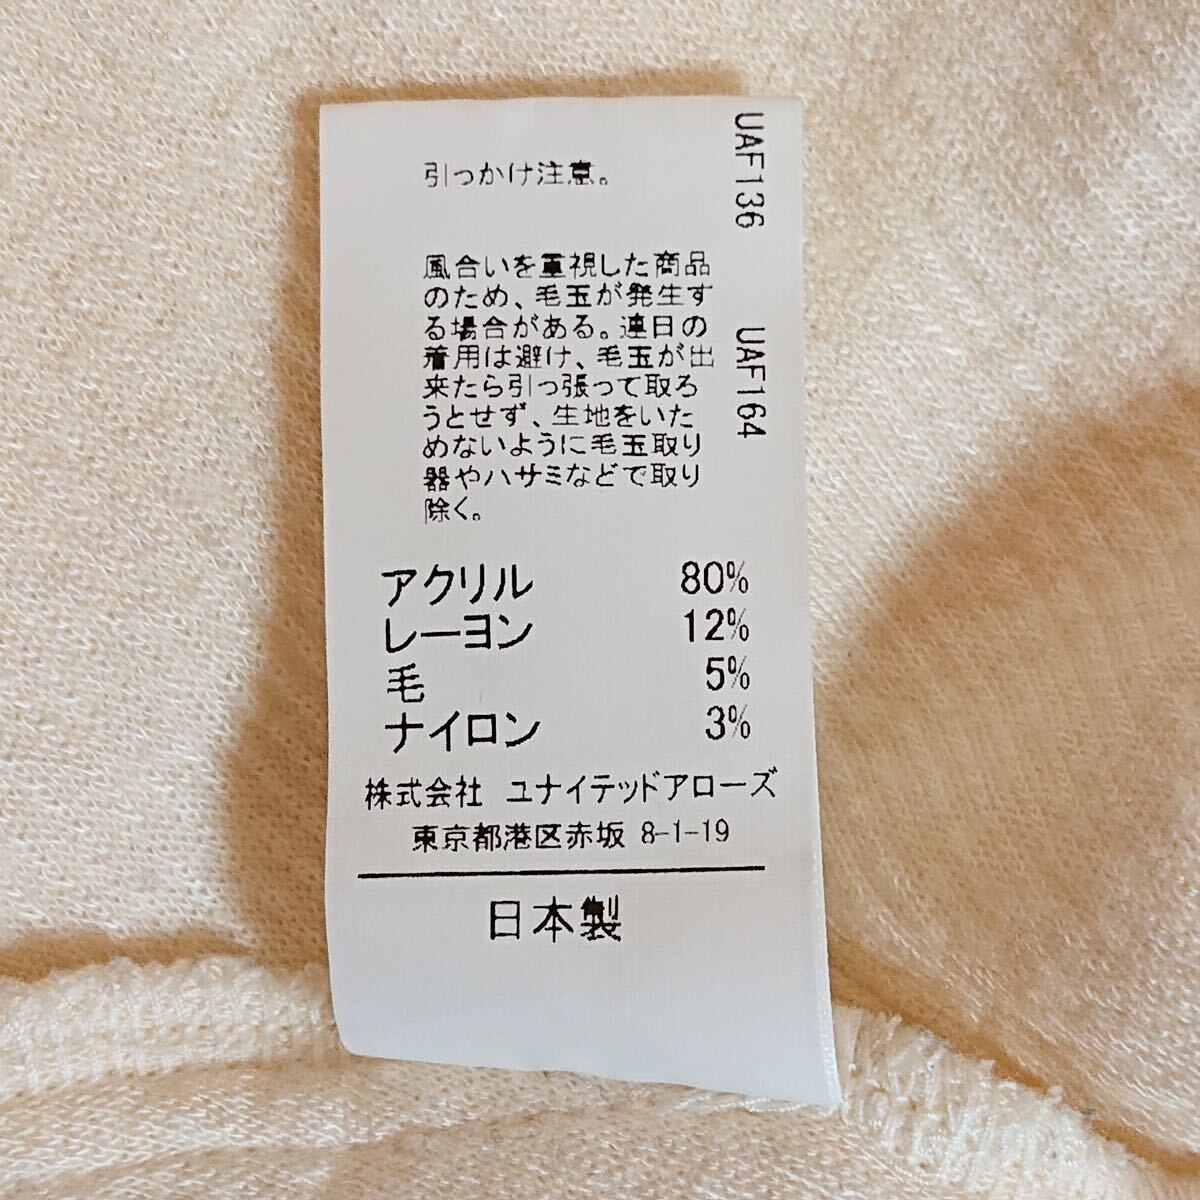 引っかけ注意。
風合いを重視した商品
のため、毛玉が発生す
る場合がある。連日の
着用は避け、毛玉が出
来たら引っ張って取ろ
うとせず、生地をいた
めないように毛玉取り
器やハサミなどで取り
除く。
アクリル 80%
レーヨン 12%
毛 5%
ナイロン 3%
株式会社 ユナイテッドアローズ
東京都港区赤坂 8-1-19
日本製
UAF136 UAF164